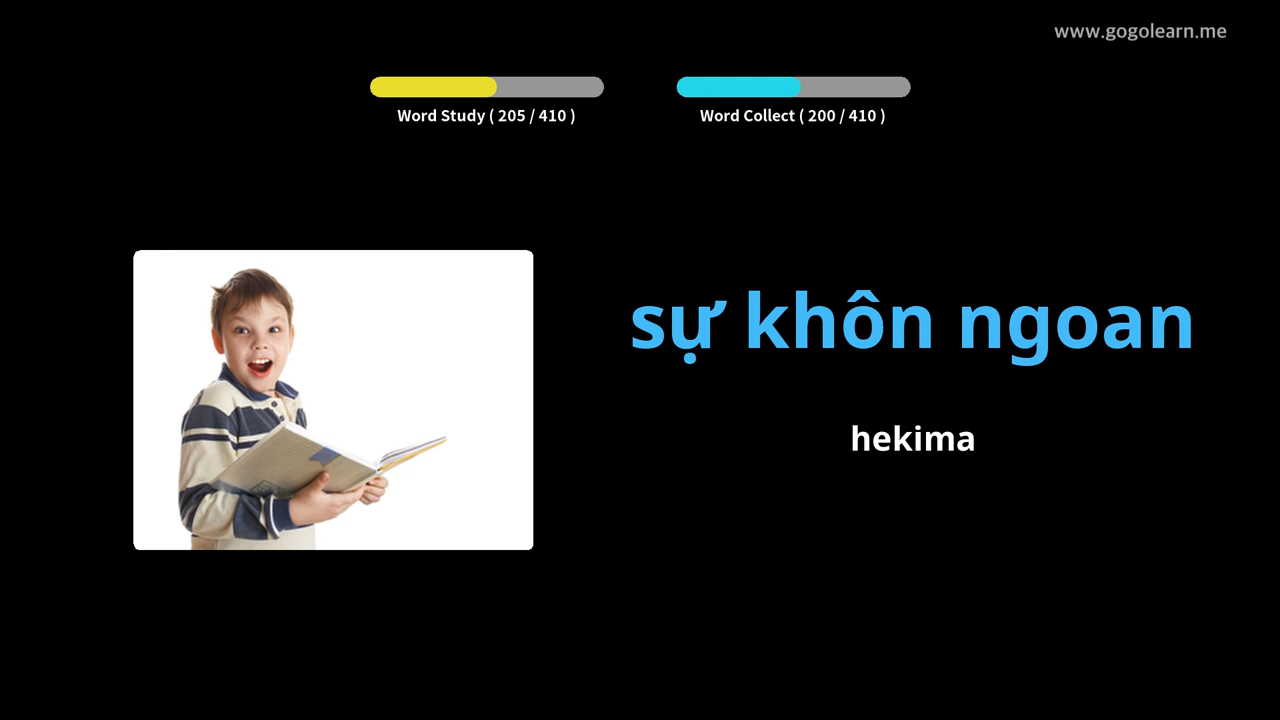 www.gogolearn.me
Word Study ( 205 / 410 )
Word Collect ( 200 / 410 )
sự khôn ngoan
hekima